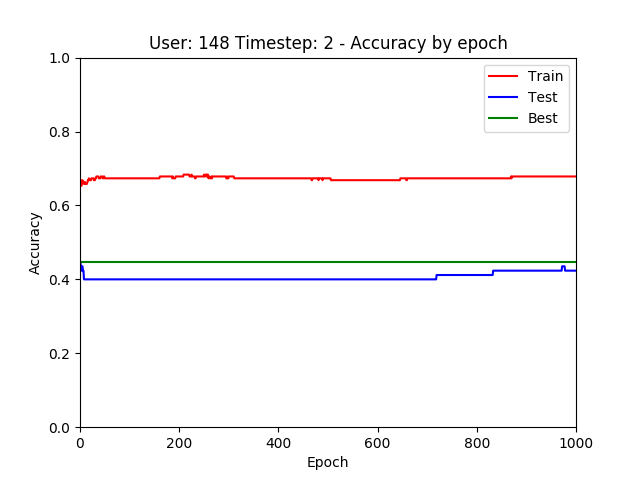 User: 148 Timestep: 2 - Accuracy by epoch
1.0
0.8
0.6
0.4
0.2
0.0
Accuracy
Train
Test
Best
0 200 400 600 800 1000
Epoch